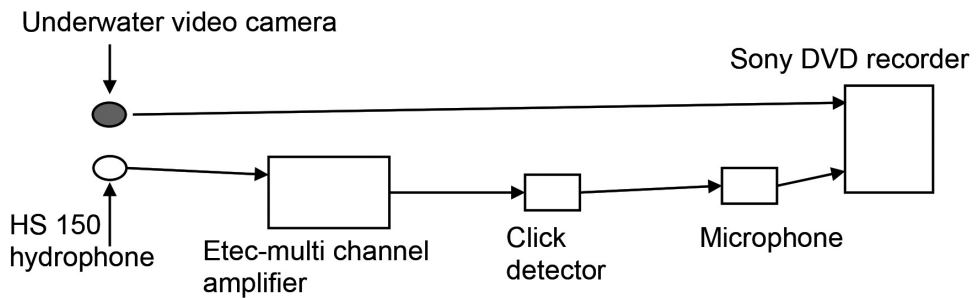 Underwater video camera
Sony DVD recorder
HS 150
hydrophone
Etec-multi channel
amplifier
Click
detector
Microphone